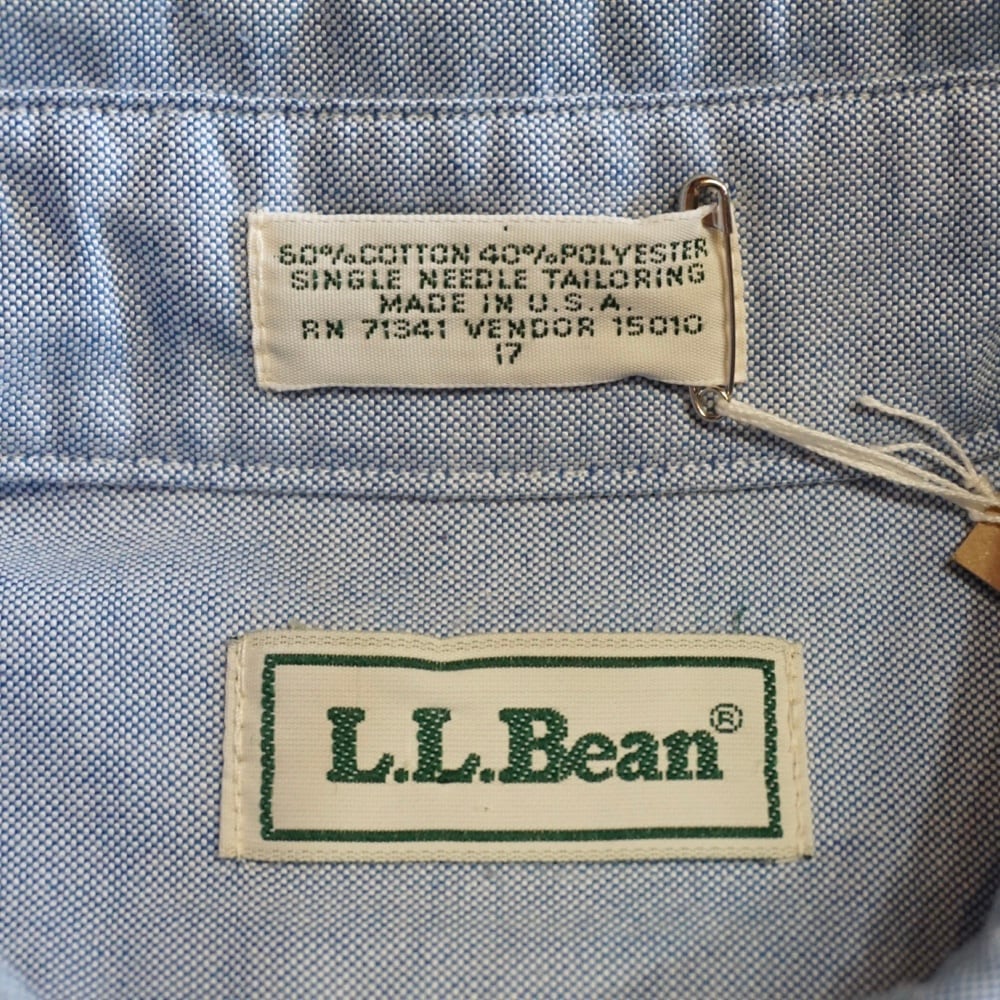 60%COTTON 40%POLYESTER
SINGLE NEEDLE TAILORING
MADE IN U.S.A.
RN 71341 VENDOR 15010
17
L.L.Bean®